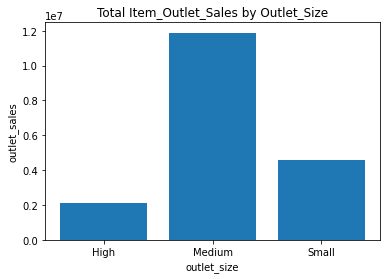 Total Item_Outlet_Sales by Outlet_Size
1e7
1.2
1.0
0.8
0.6
0.4
0.2
0.0
outlet_sales
High Medium Small
outlet_size